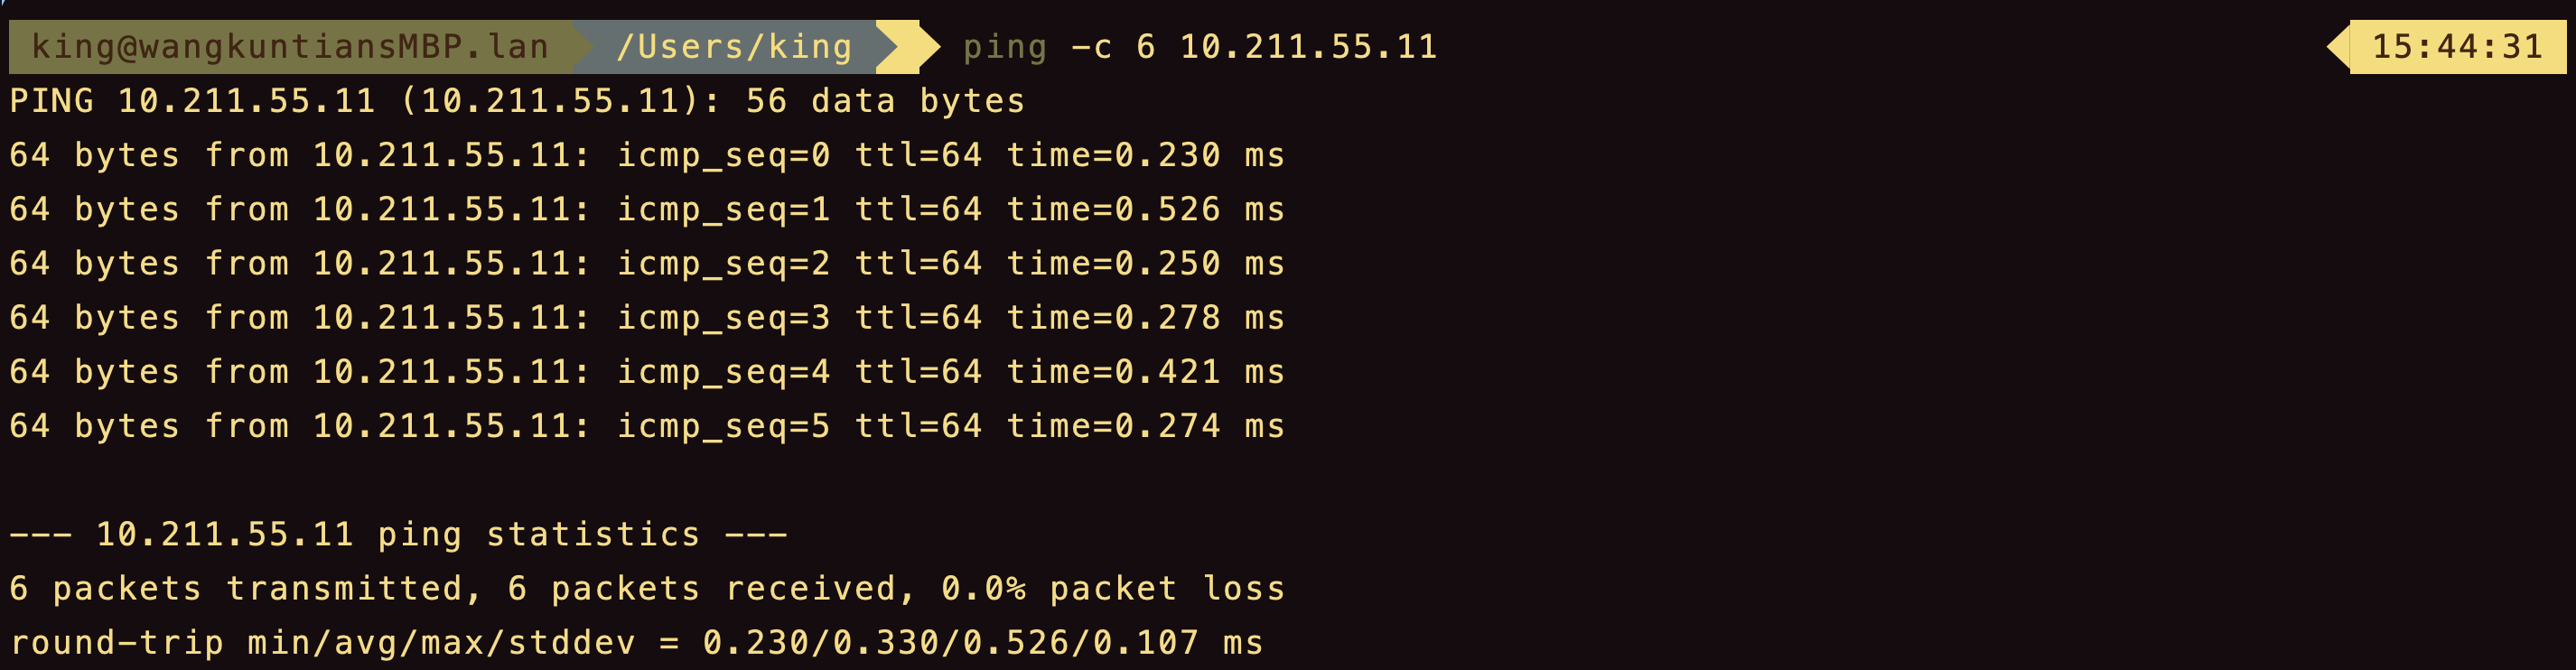 king@wangkuntiansMBP.lan /Users/king ping -c 6 10.211.55.11 15:44:31
PING 10.211.55.11 (10.211.55.11): 56 data bytes
64 bytes from 10.211.55.11: icmp_seq=0 ttl=64 time=0.230 ms
64 bytes from 10.211.55.11: icmp_seq=1 ttl=64 time=0.526 ms
64 bytes from 10.211.55.11: icmp_seq=2 ttl=64 time=0.250 ms
64 bytes from 10.211.55.11: icmp_seq=3 ttl=64 time=0.278 ms
64 bytes from 10.211.55.11: icmp_seq=4 ttl=64 time=0.421 ms
64 bytes from 10.211.55.11: icmp_seq=5 ttl=64 time=0.274 ms
--- 10.211.55.11 ping statistics ---
6 packets transmitted, 6 packets received, 0.0% packet loss
round-trip min/avg/max/stddev = 0.230/0.330/0.526/0.107 ms